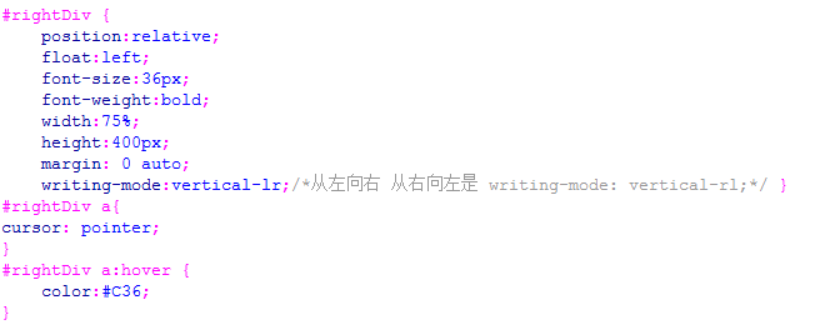 #rightDiv {
    position:relative;
    float:left;
    font-size:36px;
    font-weight:bold;
    width:75%;
    height:400px;
    margin: 0 auto;
    writing-mode:vertical-lr;/*从左向右 从右向左是 writing-mode: vertical-rl;*/ }
#rightDiv a{
cursor: pointer;
}
#rightDiv a:hover {
    color:#C36;
}